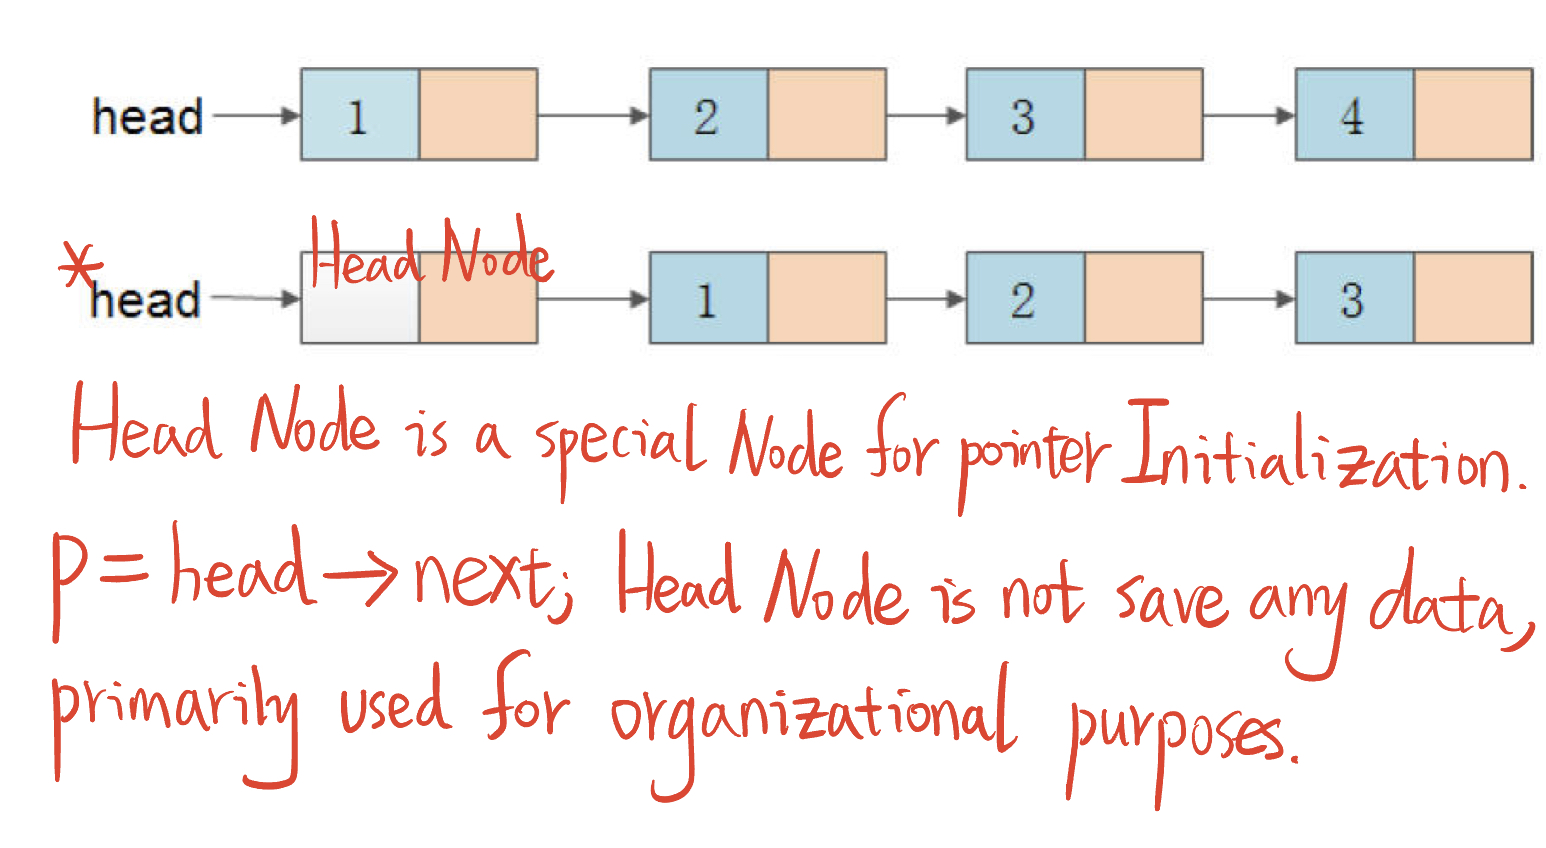 head 1 2 3 4
Head Node
*head 1 2 3
Head Node is a special Node for pointer Initialization.
p = head → next; Head Node is not save any data,
primarily used for organizational purposes.